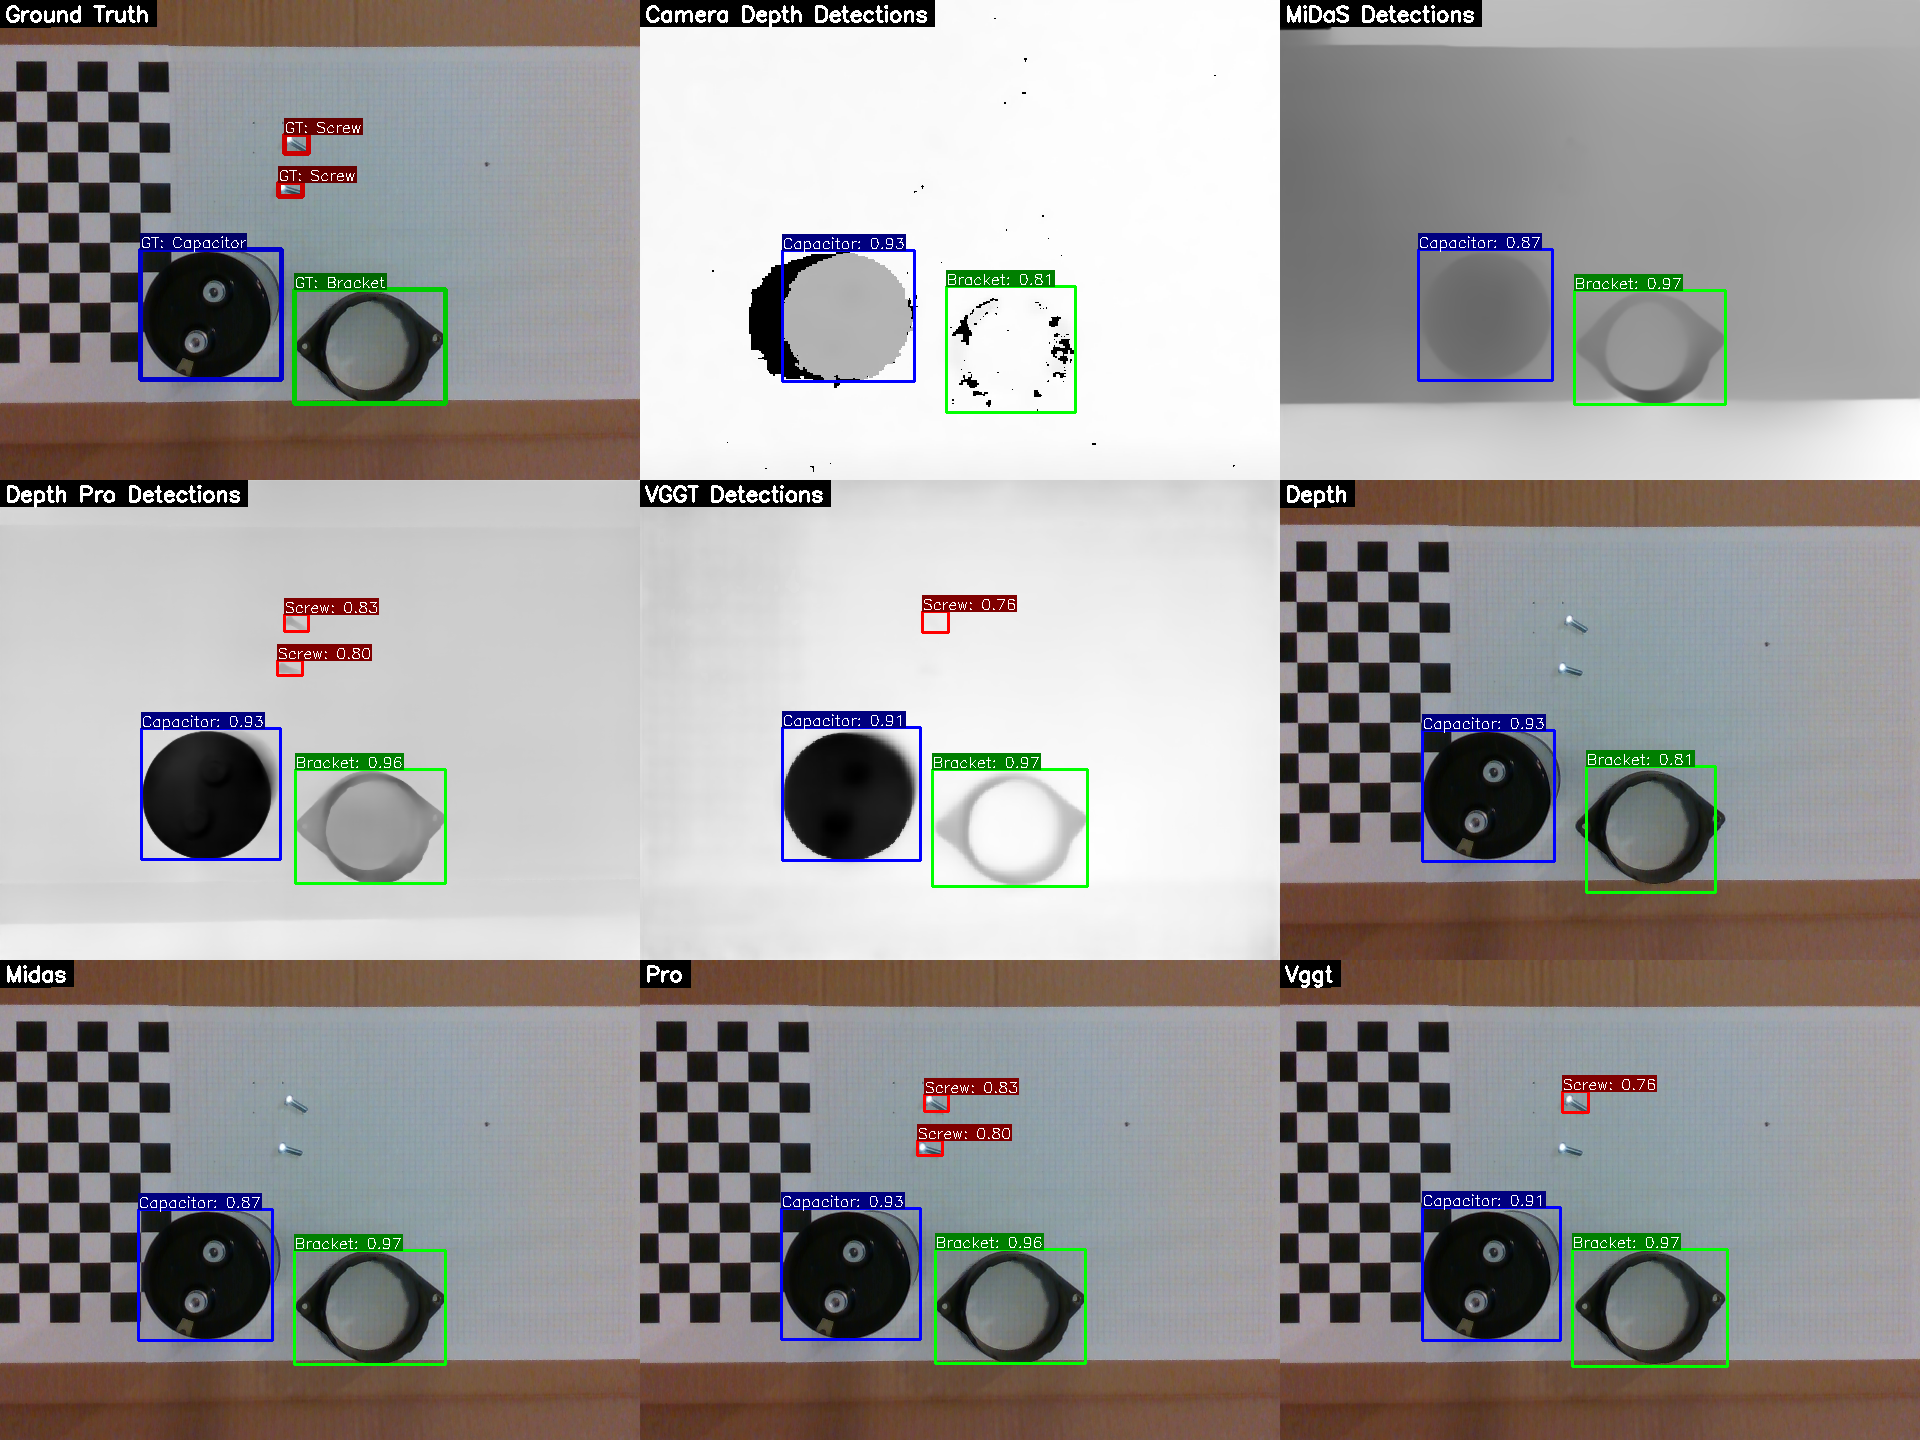 Ground Truth
GT: Screw
GT: Screw
GT: Capacitor
GT: Bracket
Camera Depth Detections
Capacitor: 0.93
Bracket: 0.81
MiDaS Detections
Capacitor: 0.87
Bracket: 0.97
Depth Pro Detections
Screw: 0.83
Screw: 0.80
Capacitor: 0.93
Bracket: 0.96
VGGT Detections
Screw: 0.76
Capacitor: 0.91
Bracket: 0.97
Depth
Capacitor: 0.93
Bracket: 0.81
Midas
Capacitor: 0.87
Bracket: 0.97
Pro
Screw: 0.83
Screw: 0.80
Capacitor: 0.93
Bracket: 0.96
Vggt
Screw: 0.76
Capacitor: 0.91
Bracket: 0.97